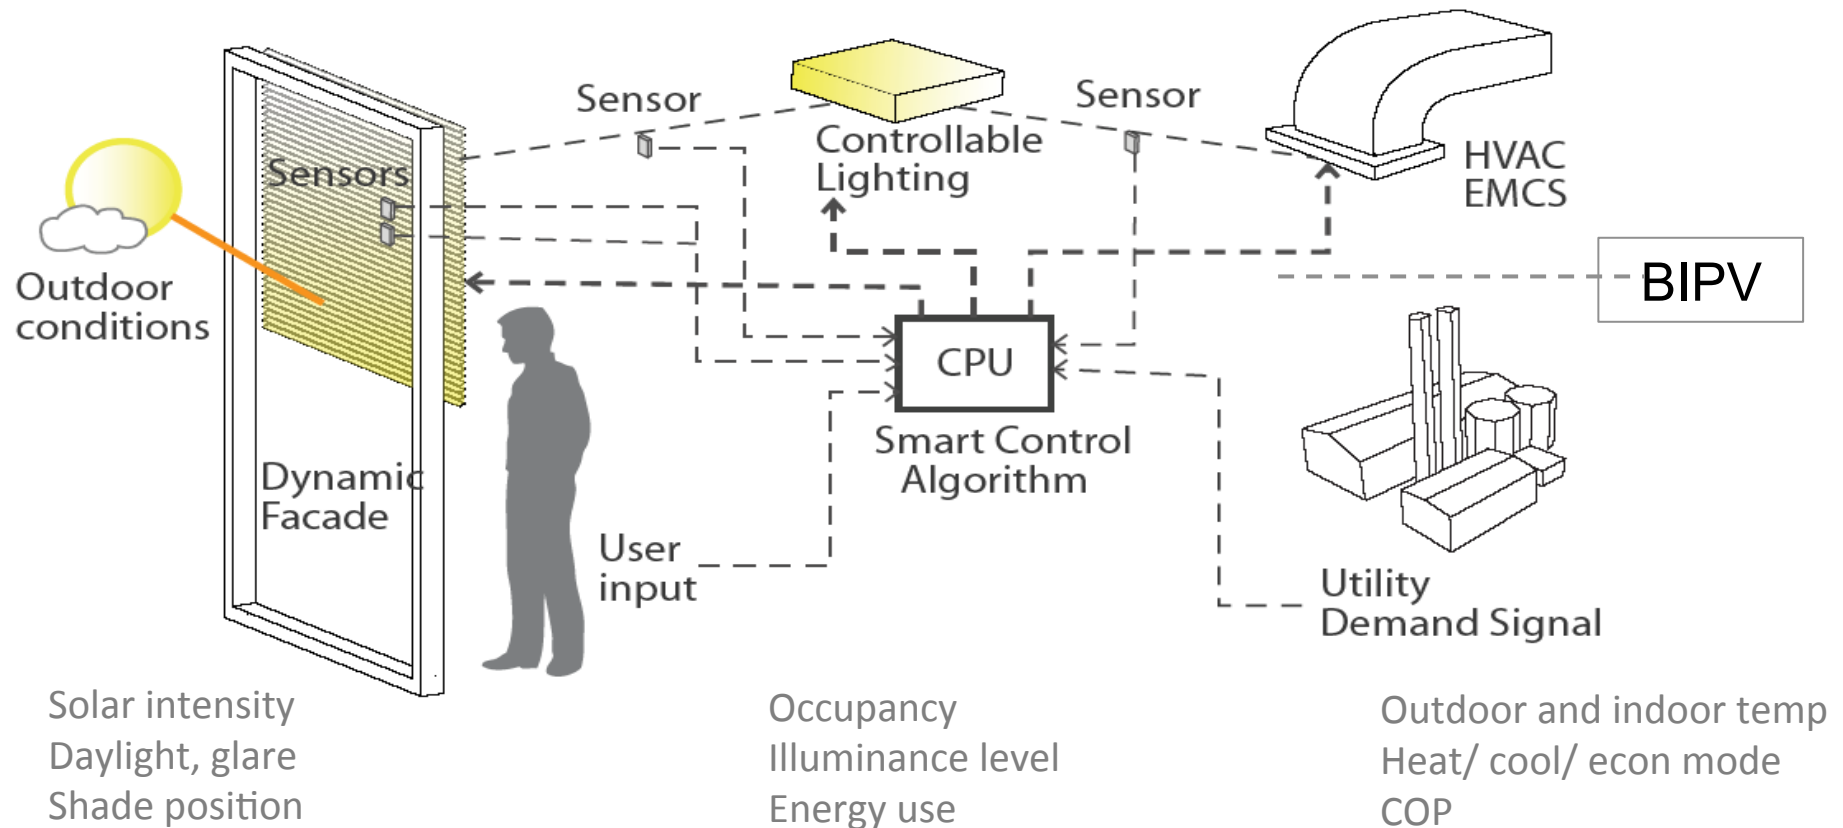 Sensor
Sensor
Controllable
Lighting
HVAC
EMCS
Sensors
BIPV
Outdoor
conditions
CPU
Smart Control
Algorithm
Dynamic
Facade
User
input
Utility
Demand Signal
Solar intensity
Daylight, glare
Shade position
Occupancy
Illuminance level
Energy use
Outdoor and indoor temp
Heat/ cool/ econ mode
COP